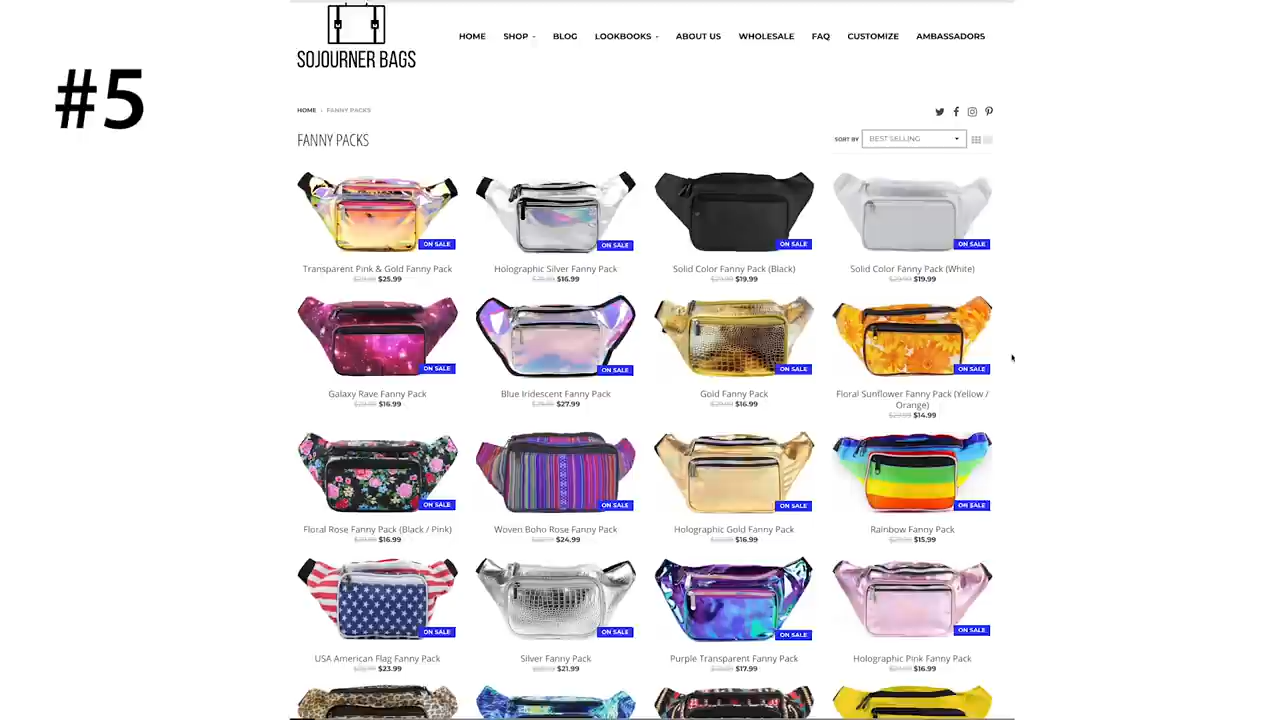 #5
SOJOURNER BAGS
HOME SHOP BLOG LOOKBOOKS ABOUT US WHOLESALE FAQ CUSTOMIZE AMBASSADORS
HOME › FANNY PACKS
FANNY PACKS
SORT BY BEST SELLING
ON SALE ON SALE ON SALE ON SALE
Transparent Pink & Gold Fanny Pack Holographic Silver Fanny Pack Solid Color Fanny Pack (Black) Solid Color Fanny Pack (White)
$25.99 $16.99 $19.99 $19.99
ON SALE ON SALE ON SALE ON SALE
Galaxy Rave Fanny Pack Blue Iridescent Fanny Pack Gold Fanny Pack Floral Sunflower Fanny Pack (Yellow /
Orange)
$16.99 $27.99 $16.99 $14.99
ON SALE ON SALE ON SALE ON SALE
Floral Rose Fanny Pack (Black / Pink) Woven Boho Rose Fanny Pack Holographic Gold Fanny Pack Rainbow Fanny Pack
$16.99 $24.99 $16.99 $15.99
ON SALE ON SALE ON SALE ON SALE
USA American Flag Fanny Pack Silver Fanny Pack Purple Transparent Fanny Pack Holographic Pink Fanny Pack
$23.99 $21.99 $17.99 $16.99